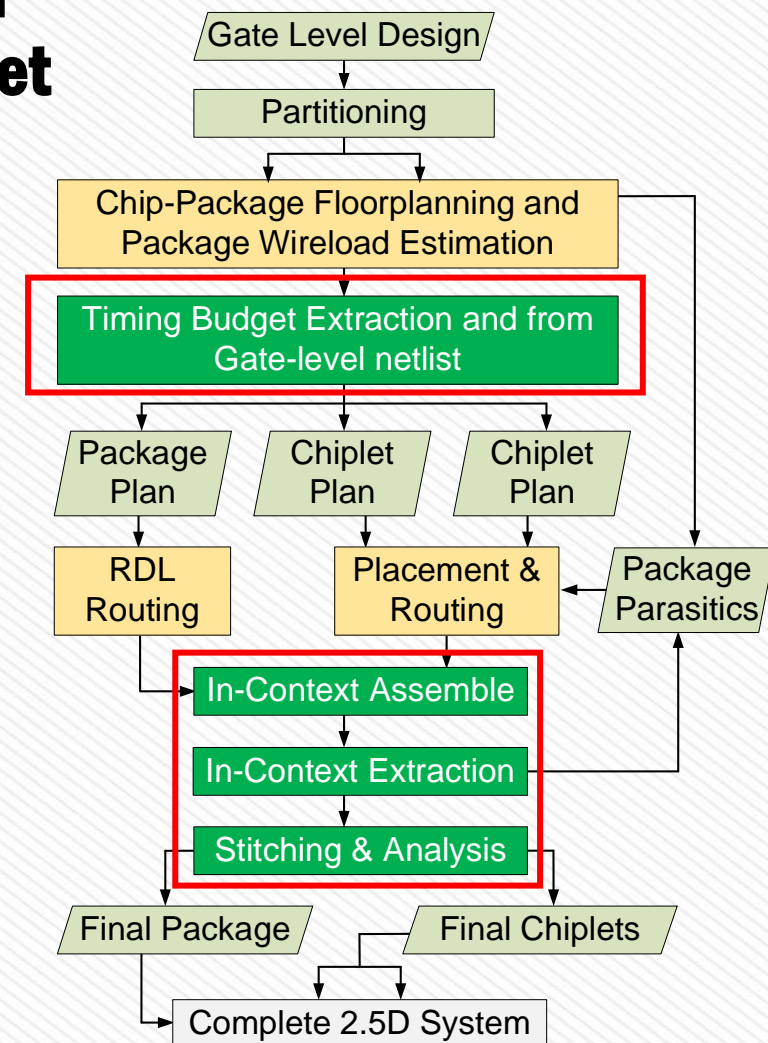 et
Gate Level Design
Partitioning
Chip-Package Floorplanning and
Package Wireload Estimation
Timing Budget Extraction and from
Gate-level netlist
Package
Plan
Chiplet
Plan
Chiplet
Plan
RDL
Routing
Placement &
Routing
Package
Parasitics
In-Context Assemble
In-Context Extraction
Stitching & Analysis
Final Package
Final Chiplets
Complete 2.5D System